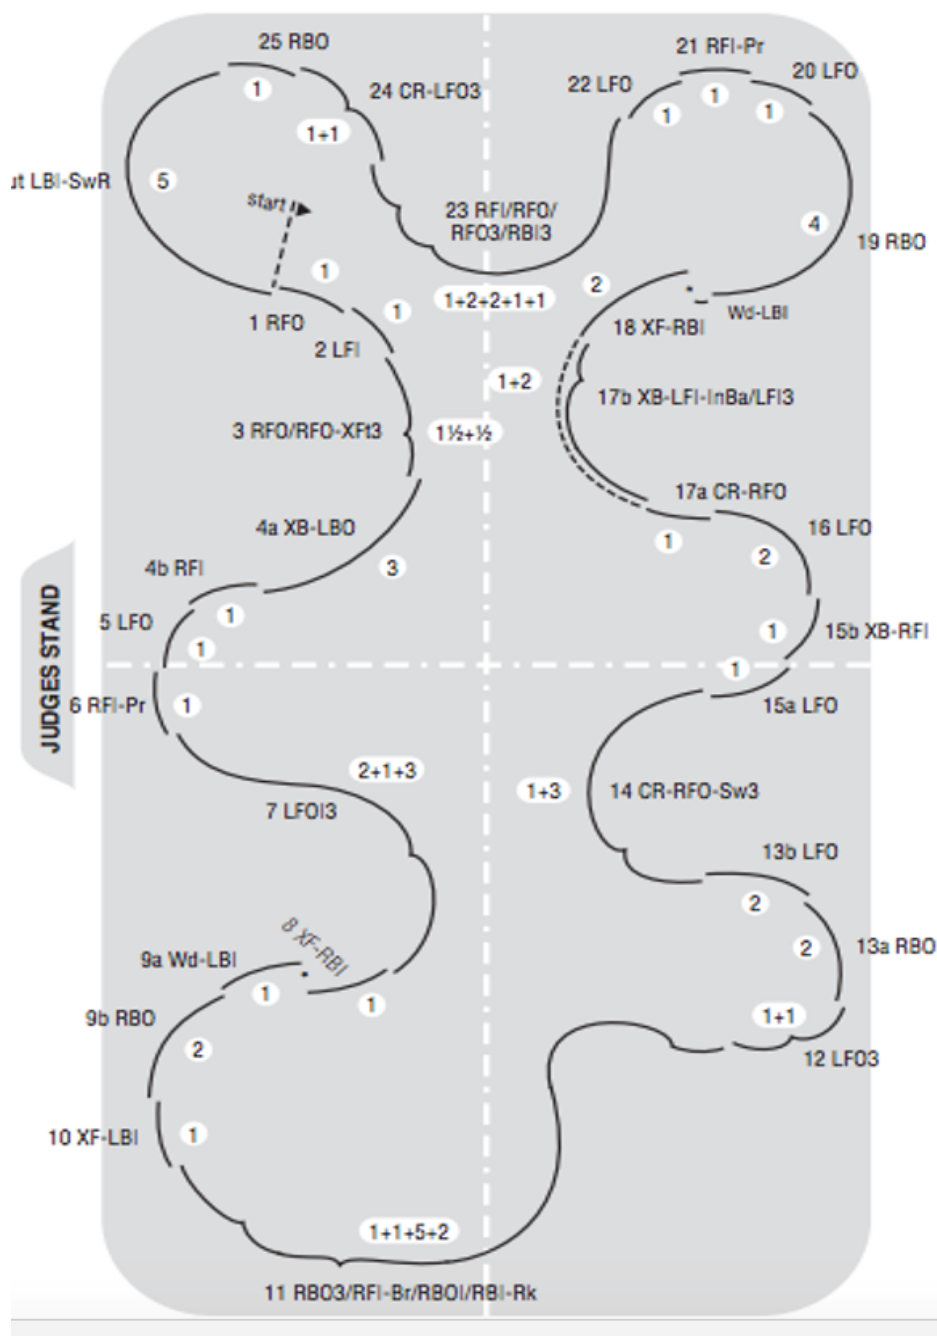 25 RBO
1
24 CR-LFO3
1+1
21 RFI-Pr
22 LFO
20 LFO
1
1
1
ut LBI-SwR
5
start
23 RFI/RFO/
RFO3/RBI3
4
19 RBO
1
1
1+2+2+1+1
2
1 RFO
2 LFI
18 XF-RBI
Wd-LBI
1+2
17b XB-LFI-InBa/LFI3
3 RFO/RFO-XFt3
1½+½
17a CR-RFO
4a XB-LBO
3
1
2
16 LFO
4b RFI
5 LFO
1
1
1
15b XB-RFI
JUDGES STAND
1
6 RFI-Pr
1
15a LFO
2+1+3
7 LFOI3
1+3
14 CR-RFO-Sw3
13b LFO
2
2
13a RBO
8 XF-RBI
9a Wd-LBI
1
1
9b RBO
2
1+1
12 LFO3
10 XF-LBI
1
1+1+5+2
11 RBO3/RFI-Br/RBOI/RBI-Rk